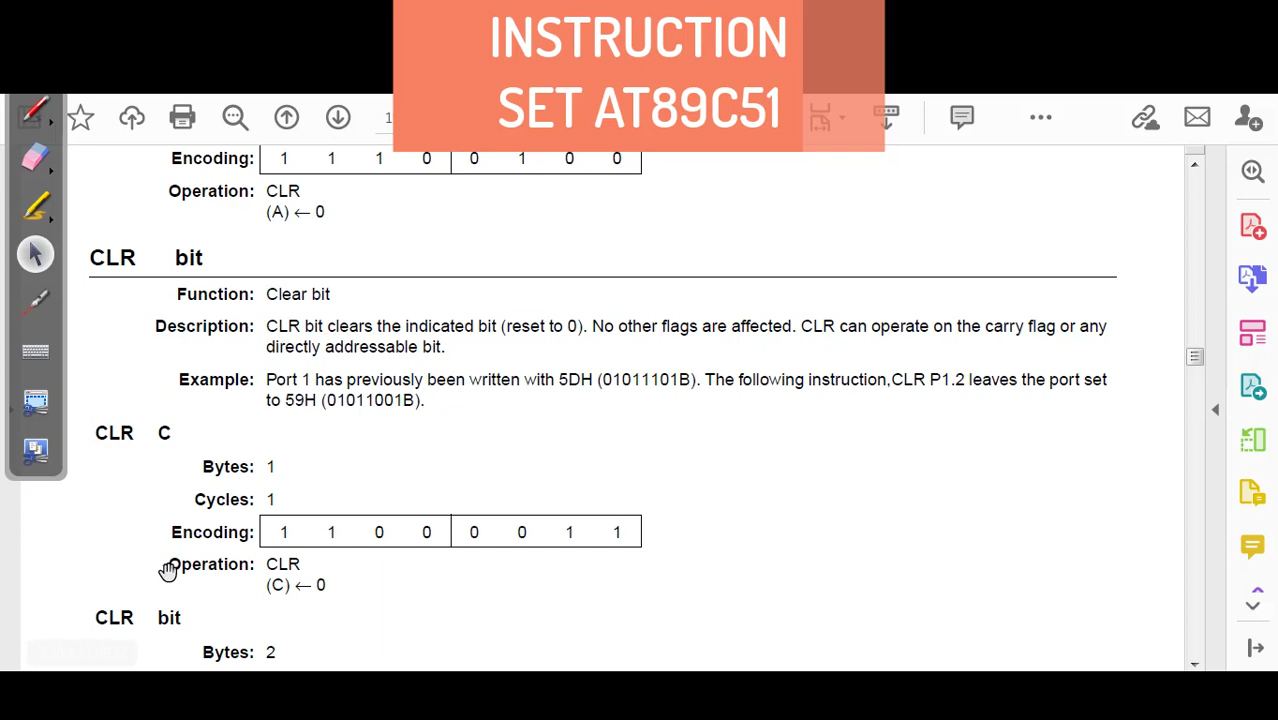 INSTRUCTION
SET AT89C51
Encoding: 1 1 1 0 0 1 0 0
Operation: CLR
(A) ← 0
CLR bit
Function: Clear bit
Description: CLR bit clears the indicated bit (reset to 0). No other flags are affected. CLR can operate on the carry flag or any
directly addressable bit.
Example: Port 1 has previously been written with 5DH (01011101B). The following instruction,CLR P1.2 leaves the port set
to 59H (01011001B).
CLR C
Bytes: 1
Cycles: 1
Encoding: 1 1 0 0 0 0 1 1
Operation: CLR
(C) ← 0
CLR bit
Bytes: 2